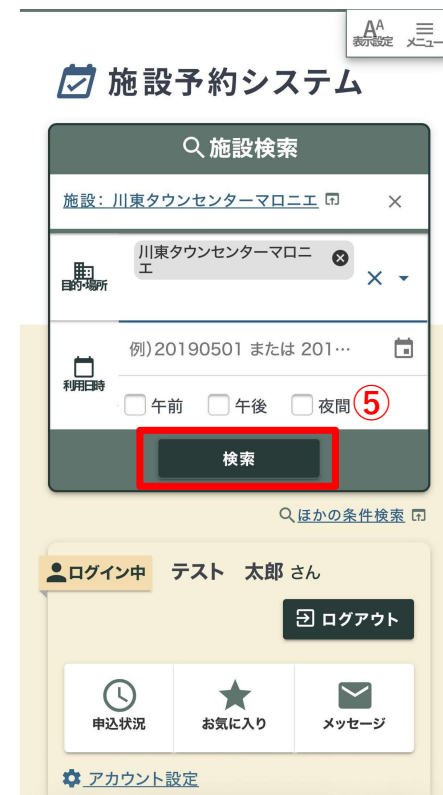 AA
表示設定 メニュー
施設予約システム
施設検索
施設：川東タウンセンターマロニエ
川東タウンセンターマロニ
エ
目的・場所
例)20190501 または 201…
利用日時
午前 午後 夜間 ⑤
検索
ほかの条件検索
ログイン中 テスト 太郎 さん
ログアウト
申込状況 お気に入り メッセージ
アカウント設定